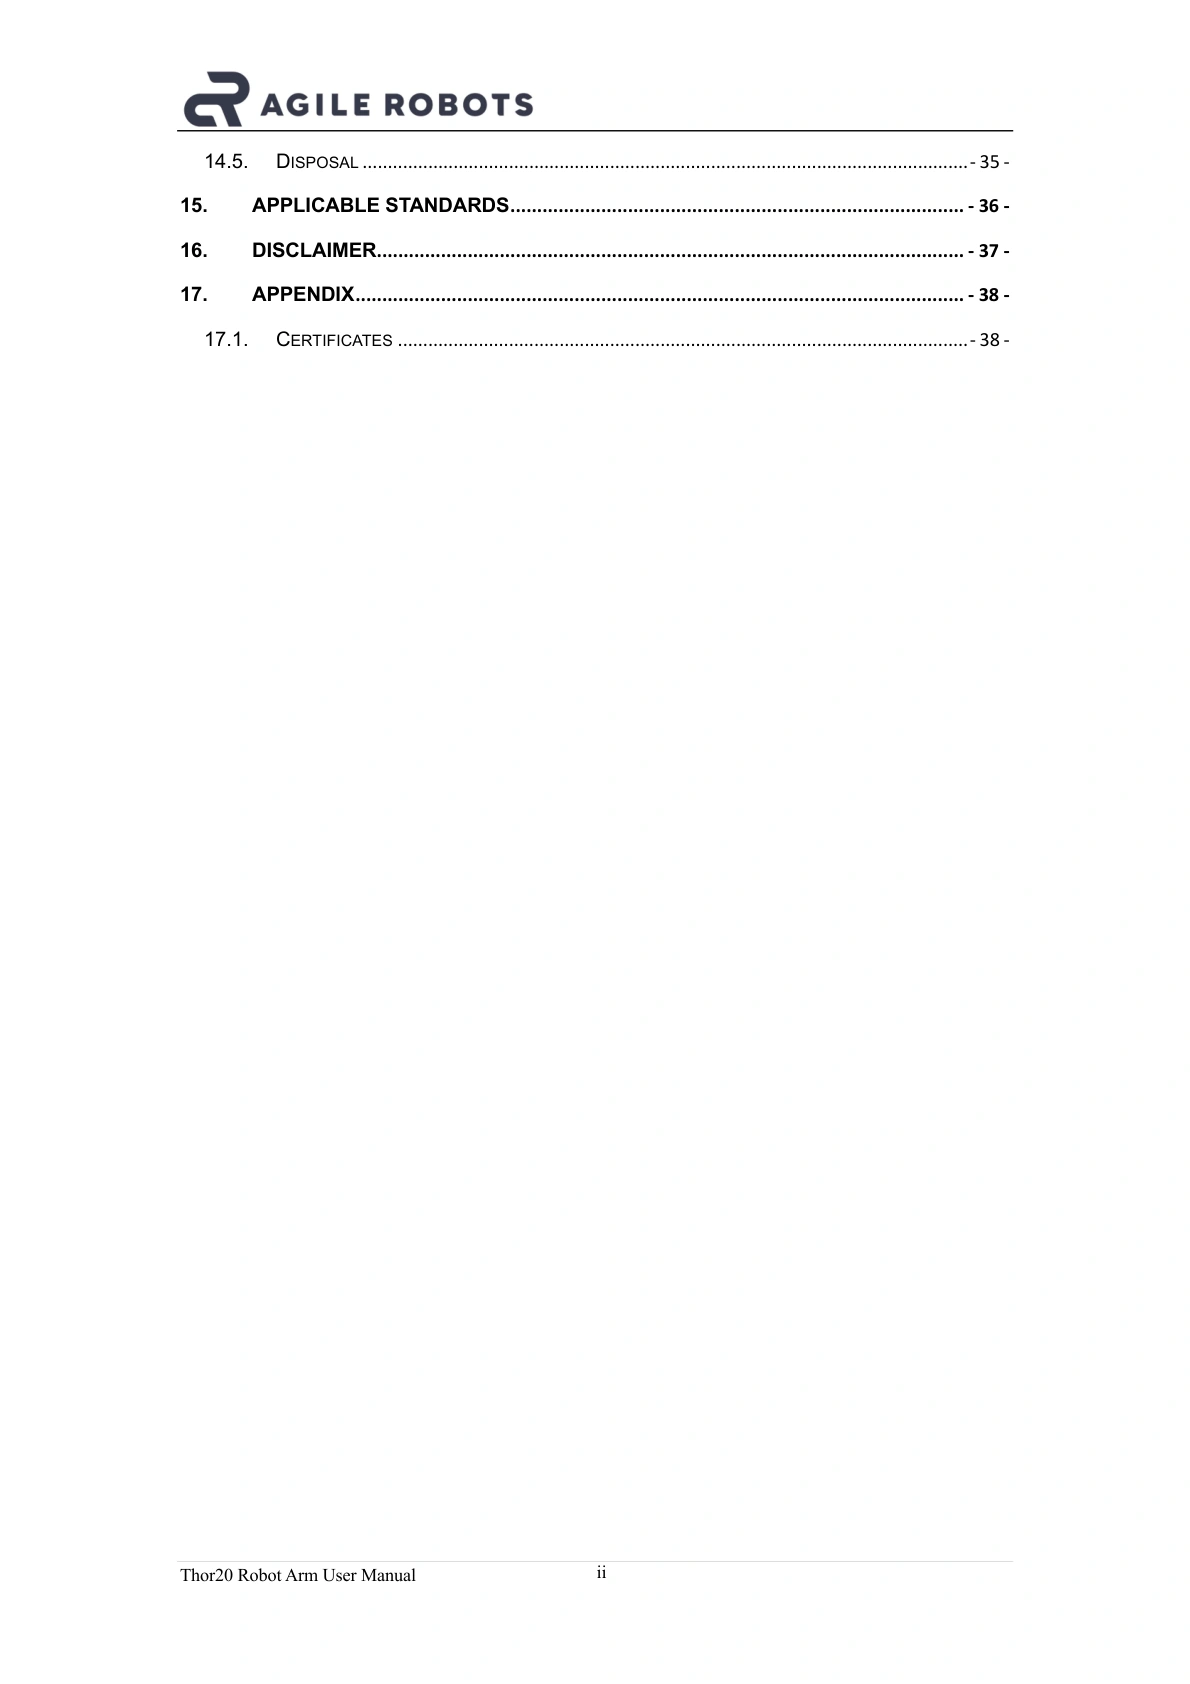 AGILE ROBOTS
14.5. DISPOSAL ........................................................................................................................ - 35 -
15. APPLICABLE STANDARDS..................................................................................... - 36 -
16. DISCLAIMER.............................................................................................................. - 37 -
17. APPENDIX.................................................................................................................. - 38 -
17.1. CERTIFICATES ................................................................................................................. - 38 -
Thor20 Robot Arm User Manual ii